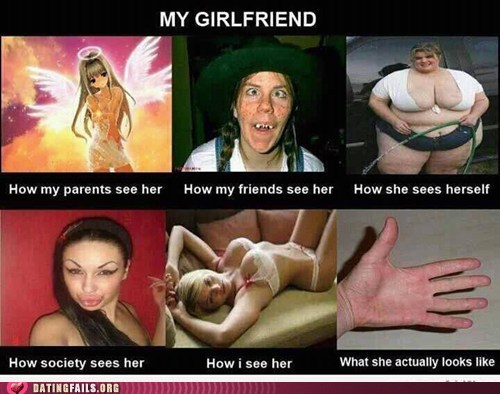 MY GIRLFRIEND
How my parents see her
How my friends see her
How she sees herself
How society sees her
How i see her
What she actually looks like
DATINGFAILS.ORG